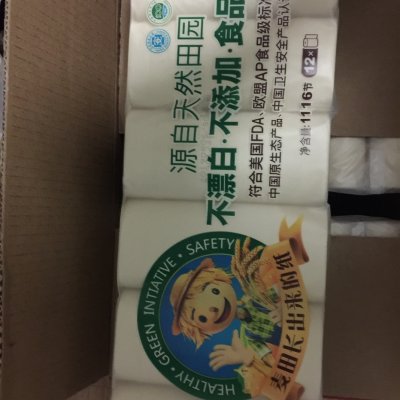 源自天然田园
不漂白·不添加·食品
符合美国FDA、欧盟AP食品级标准
中国原生态产品、中国卫生安全产品认
12×
净含量:1116节
HEALTHY · GREEN INTIATIVE · SAFETY
麦田长出来的纸